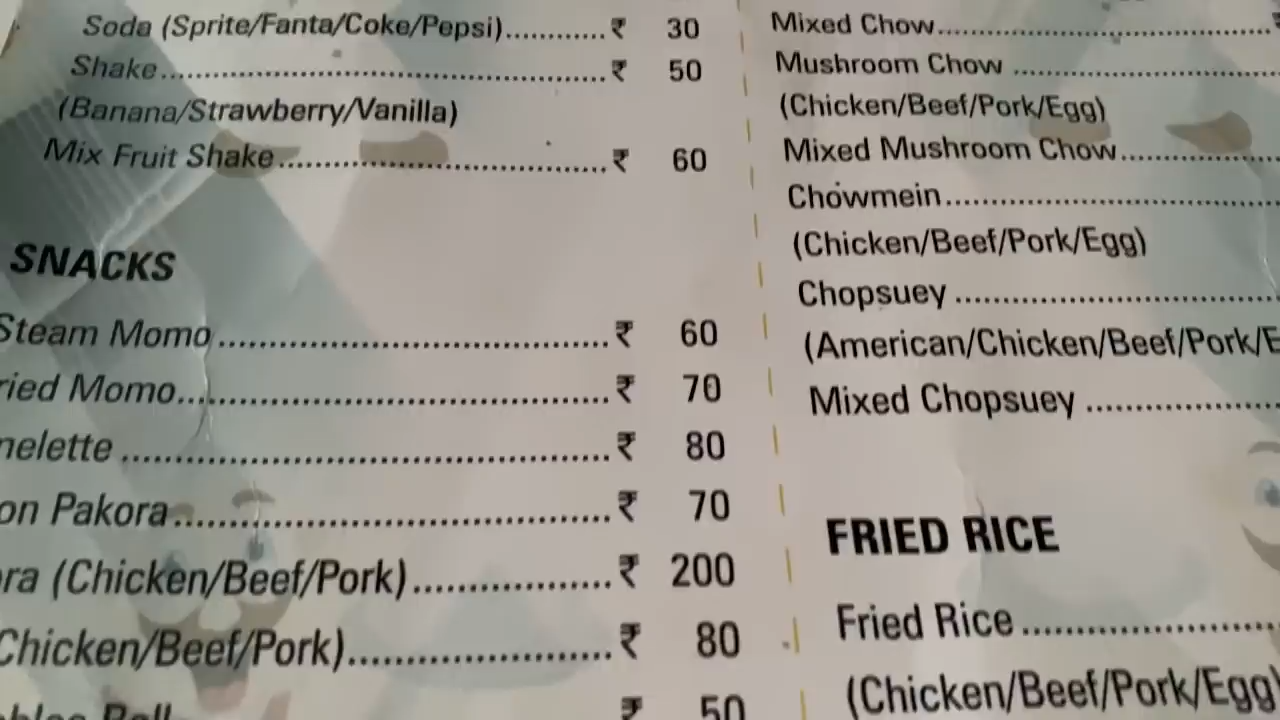 Soda (Sprite/Fanta/Coke/Pepsi)............₹ 30
Shake......................................................₹ 50
(Banana/Strawberry/Vanilla)
Mix Fruit Shake........................................₹ 60
SNACKS
Steam Momo..............................................₹ 60
ried Momo...................................................₹ 70
nelette .........................................................₹ 80
on Pakora....................................................₹ 70
ra (Chicken/Beef/Pork).......................₹ 200
Chicken/Beef/Pork)..............................₹ 80
₹ 50
Mixed Chow.............................................
Mushroom Chow ...................................
(Chicken/Beef/Pork/Egg)
Mixed Mushroom Chow....................
Chowmein..............................................
(Chicken/Beef/Pork/Egg)
Chopsuey .............................................
(American/Chicken/Beef/Pork/E
Mixed Chopsuey ..........................
FRIED RICE
Fried Rice..................................
(Chicken/Beef/Pork/Egg)